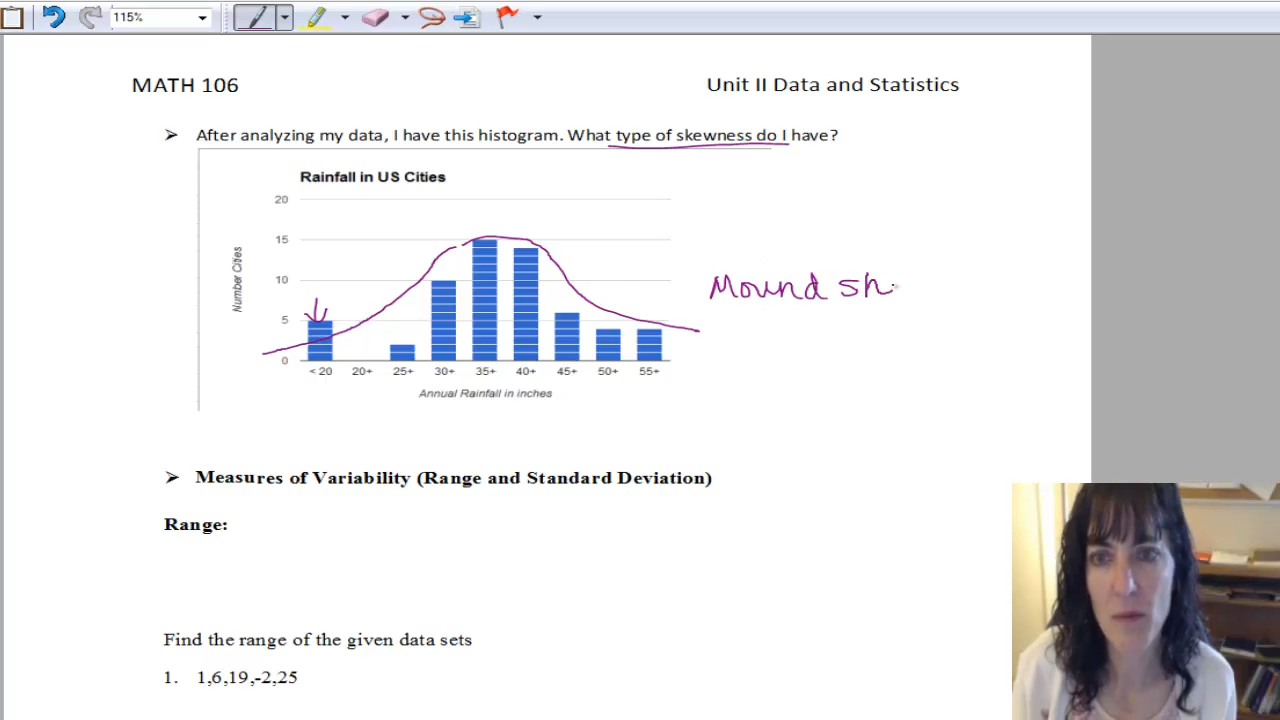 115%
MATH 106 Unit II Data and Statistics
➢ After analyzing my data, I have this histogram. What type of skewness do I have?
Rainfall in US Cities
20
15
10
5
0
Number Cities
< 20 20+ 25+ 30+ 35+ 40+ 45+ 50+ 55+
Annual Rainfall in inches
Mound sh
➢ Measures of Variability (Range and Standard Deviation)
Range:
Find the range of the given data sets
1. 1,6,19,-2,25